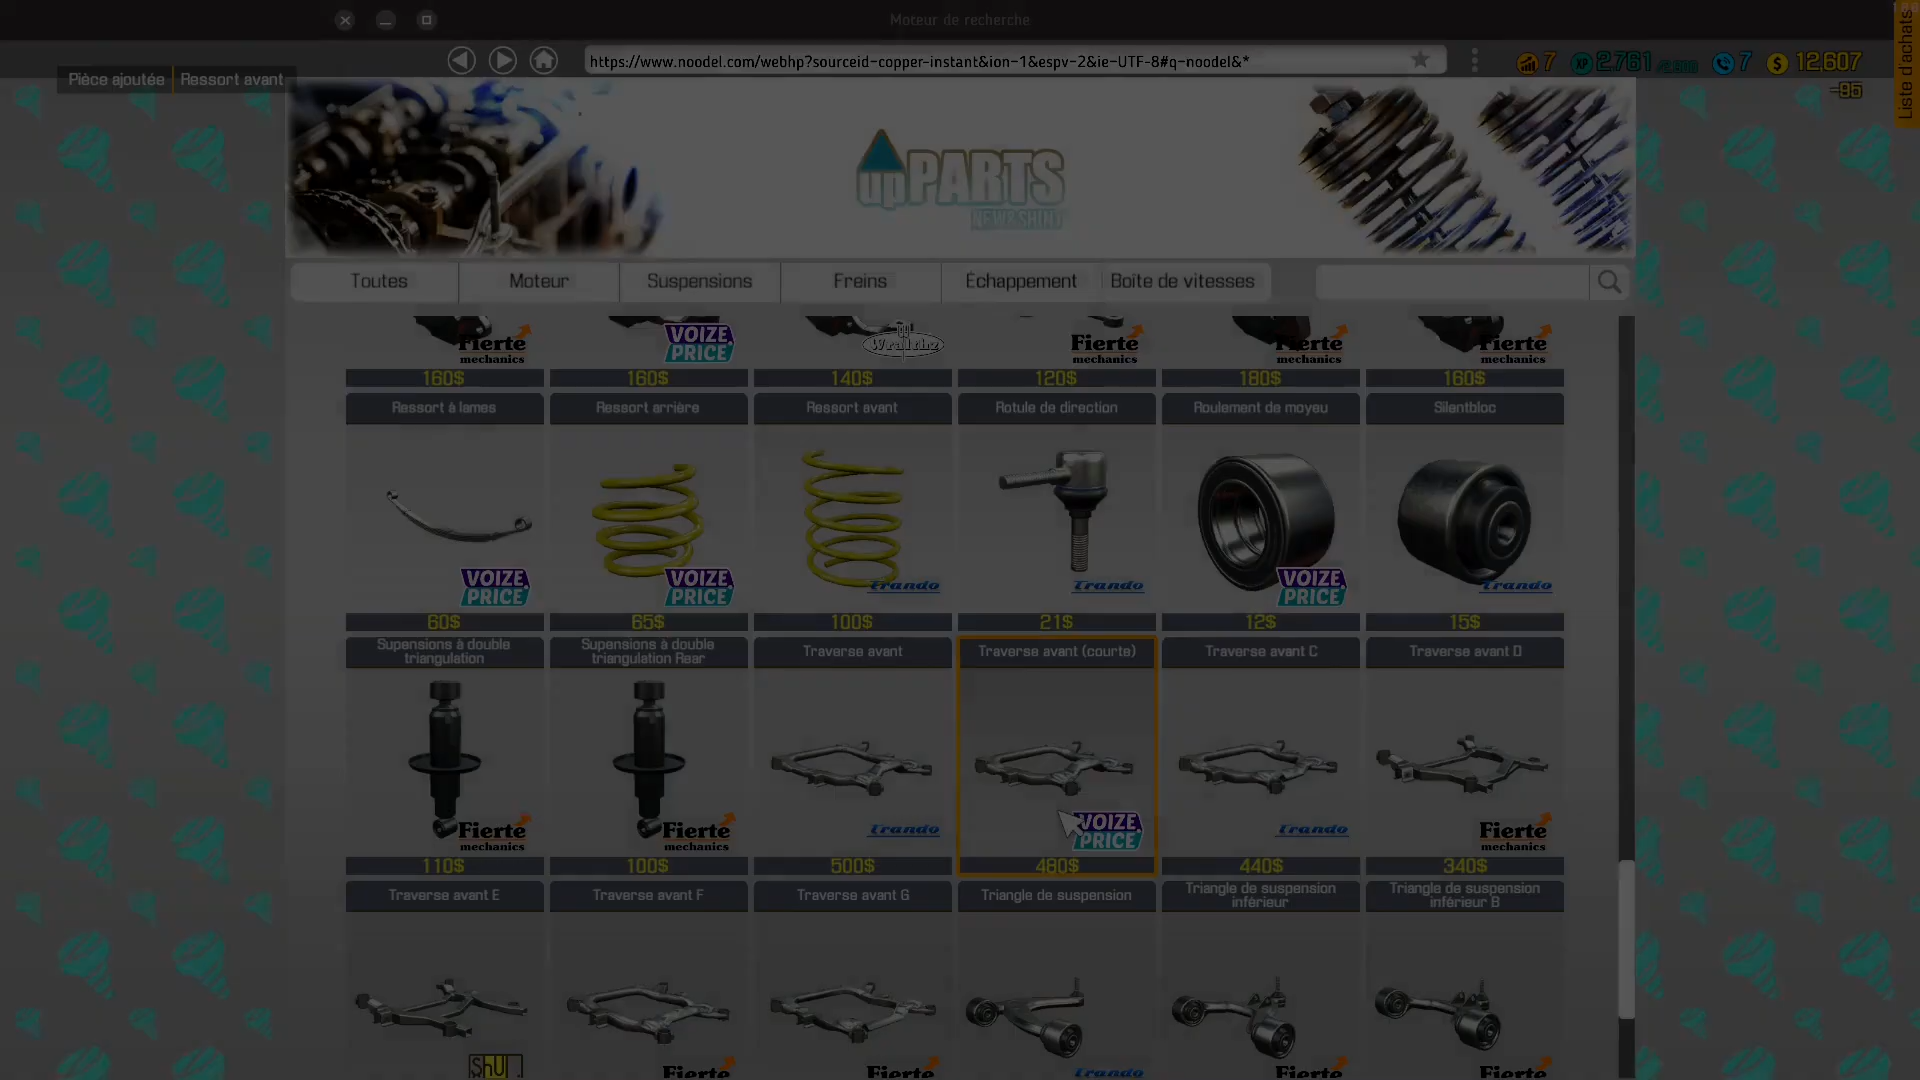 Moteur de recherche
https://www.noodel.com/webhp?sourceid-copper-instant&ion-1&espv-2&ie-UTF-8#q-noodel&*
7
XP 2,761
7
$ 12,607
-95
Liste d'achats
Pièce ajoutée Ressort avant
upPARTS
NEW&SHINY
Toutes Moteur Suspensions Freins Échappement Boîte de vitesses
Fierte mechanics VOIZE PRICE Wraithz Fierte mechanics Fierte mechanics Fierte mechanics
160$ 160$ 140$ 120$ 180$ 160$
Ressort à lames Ressort arrière Ressort avant Rotule de direction Roulement de moyeu Silentbloc
VOIZE PRICE VOIZE PRICE Trando Trando VOIZE PRICE Trando
60$ 65$ 100$ 21$ 12$ 15$
Supensions à double triangulation Supensions à double triangulation Rear Traverse avant Traverse avant (courte) Traverse avant C Traverse avant D
Fierte mechanics Fierte mechanics Trando VOIZE PRICE Trando Fierte mechanics
110$ 100$ 500$ 480$ 440$ 340$
Traverse avant E Traverse avant F Traverse avant G Triangle de suspension Triangle de suspension inférieur Triangle de suspension inférieur B
Fierte Fierte Trando Fierte Fierte